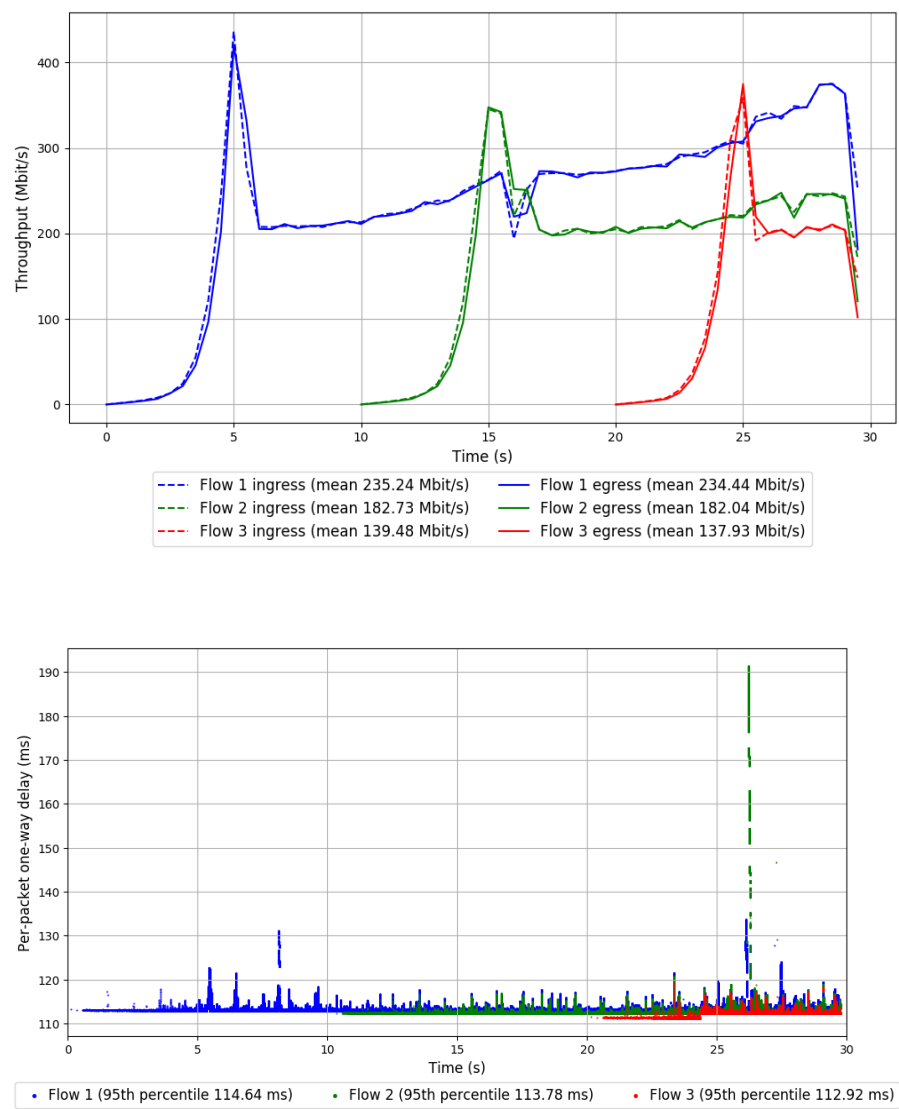 Throughput (Mbit/s)
400
300
200
100
0
0 5 10 15 20 25 30
Time (s)
Flow 1 ingress (mean 235.24 Mbit/s) Flow 1 egress (mean 234.44 Mbit/s)
Flow 2 ingress (mean 182.73 Mbit/s) Flow 2 egress (mean 182.04 Mbit/s)
Flow 3 ingress (mean 139.48 Mbit/s) Flow 3 egress (mean 137.93 Mbit/s)
Per-packet one-way delay (ms)
190
180
170
160
150
140
130
120
110
0 5 10 15 20 25 30
Time (s)
Flow 1 (95th percentile 114.64 ms) Flow 2 (95th percentile 113.78 ms) Flow 3 (95th percentile 112.92 ms)